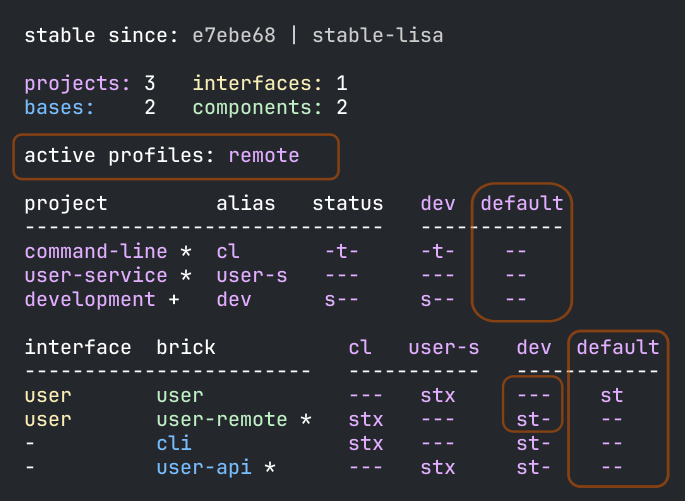 stable since: e7ebe68 | stable-lisa
projects: 3 interfaces: 1
bases: 2 components: 2
active profiles: remote
project alias status dev default
------------------------------ ------------
command-line * cl -t- -t- --
user-service * user-s --- --- --
development + dev s-- s-- --
interface brick cl user-s dev default
------------------------ ----------- ------------
user user --- stx --- st
user user-remote * stx --- st- --
- cli stx --- st- --
- user-api * --- stx st- --